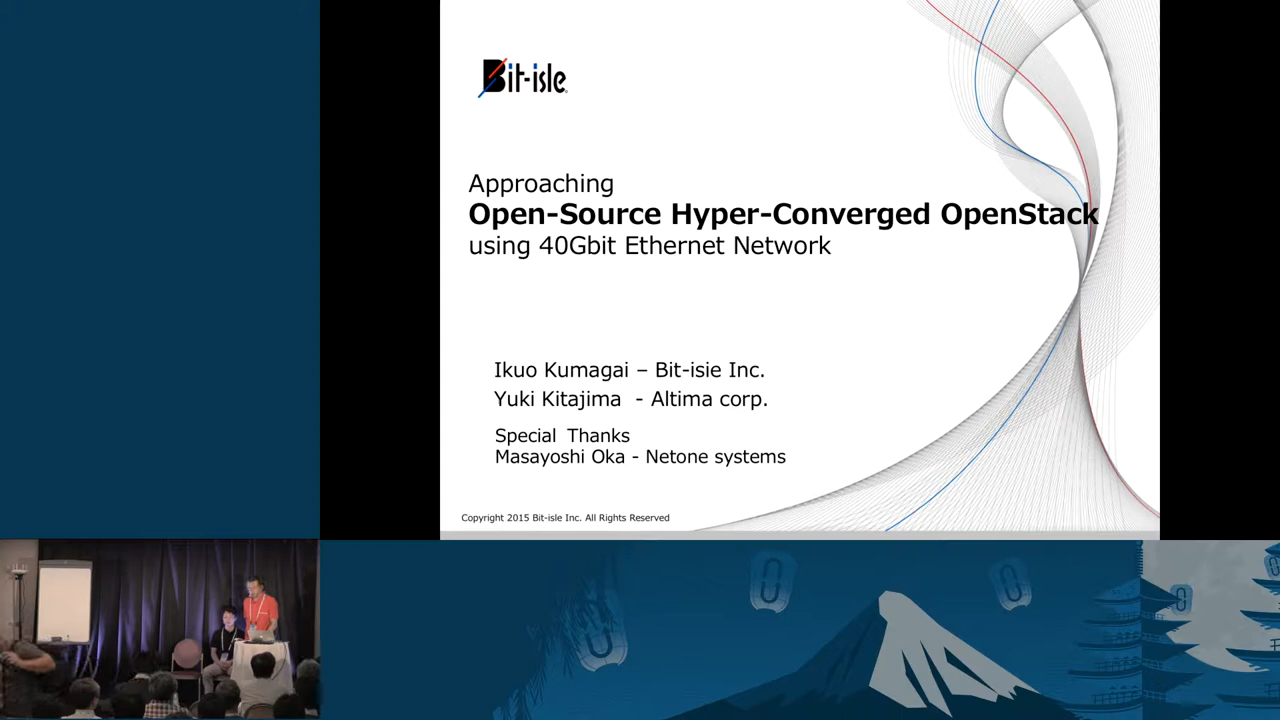 Bit-isle
Approaching
Open-Source Hyper-Converged OpenStack
using 40Gbit Ethernet Network
Ikuo Kumagai – Bit-isie Inc.
Yuki Kitajima - Altima corp.
Special Thanks
Masayoshi Oka - Netone systems
Copyright 2015 Bit-isle Inc. All Rights Reserved